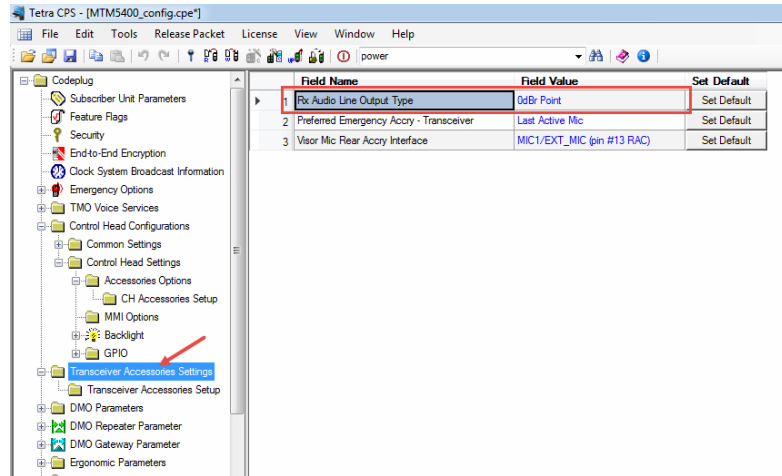 Tetra CPS - [MTM5400_config.cpe*]
File Edit Tools Release Packet License View Window Help
power
Codeplug
Subscriber Unit Parameters
Feature Flags
Security
End-to-End Encryption
Clock System Broadcast Information
Emergency Options
TMO Voice Services
Control Head Configurations
Common Settings
Control Head Settings
Accessories Options
CH Accessories Setup
MMI Options
Backlight
GPIO
Transceiver Accessories Settings
Transceiver Accessories Setup
DMO Parameters
DMO Repeater Parameter
DMO Gateway Parameter
Ergonomic Parameters
Field Name Field Value Set Default
1 Rx Audio Line Output Type 0dBr Point Set Default
2 Preferred Emergency Accry - Transceiver Last Active Mic Set Default
3 Visor Mic Rear Accry Interface MIC1/EXT_MIC (pin #13 RAC) Set Default